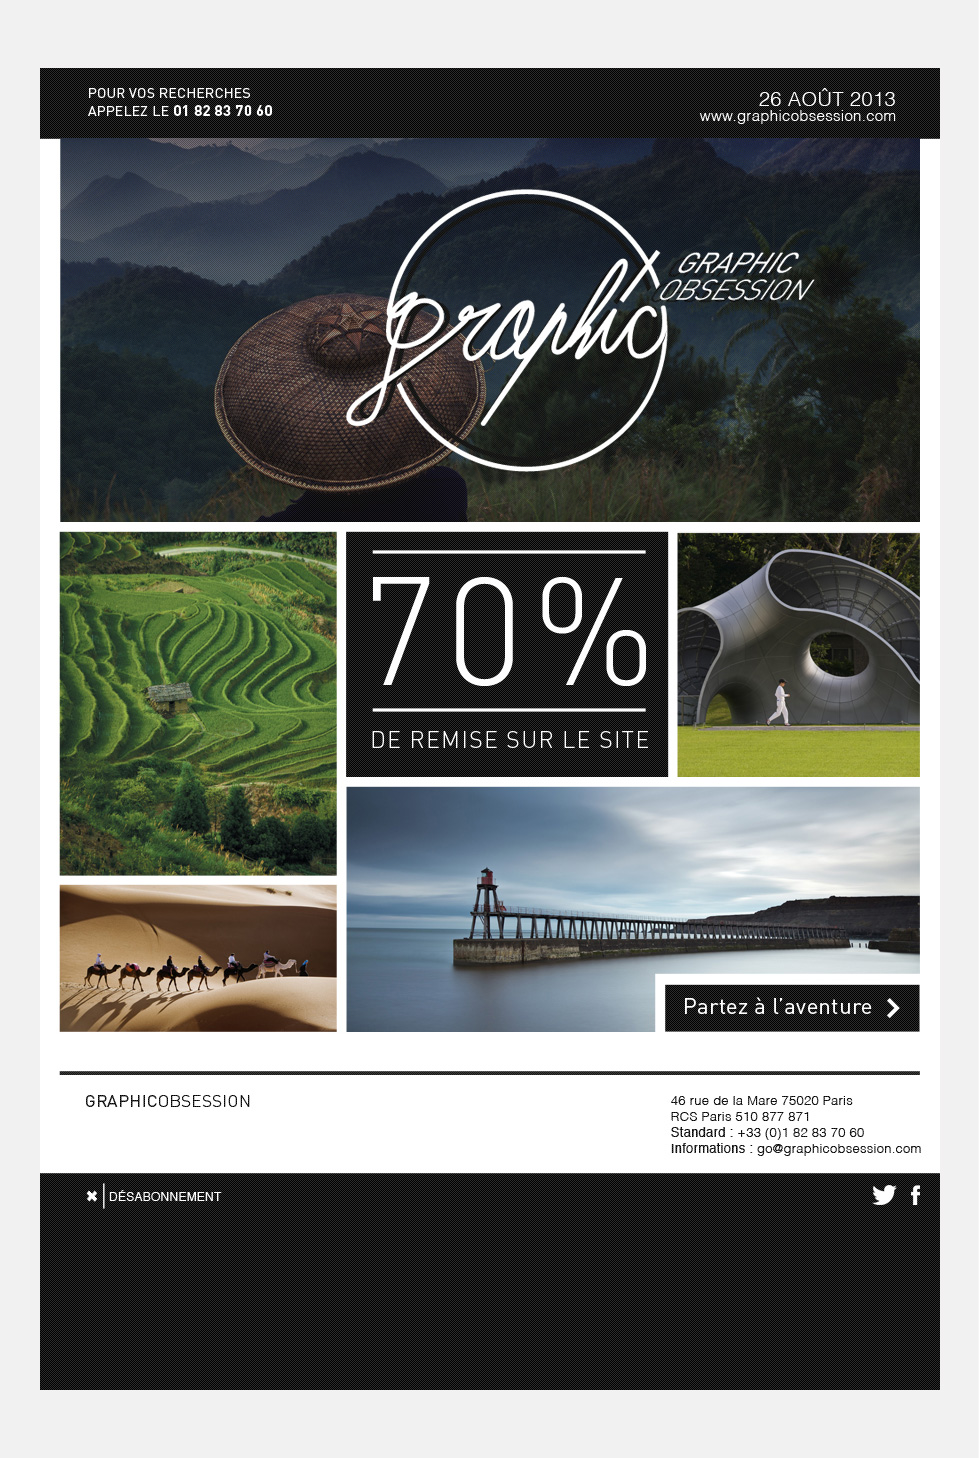 POUR VOS RECHERCHES
APPELEZ LE 01 82 83 70 60
26 AOÛT 2013
www.graphicobsession.com
graphic
GRAPHIC
OBSESSION
70%
DE REMISE SUR LE SITE
Partez à l'aventure
GRAPHICOBSESSION
46 rue de la Mare 75020 Paris
RCS Paris 510 877 871
Standard : +33 (0)1 82 83 70 60
Informations : go@graphicobsession.com
DÉSABONNEMENT